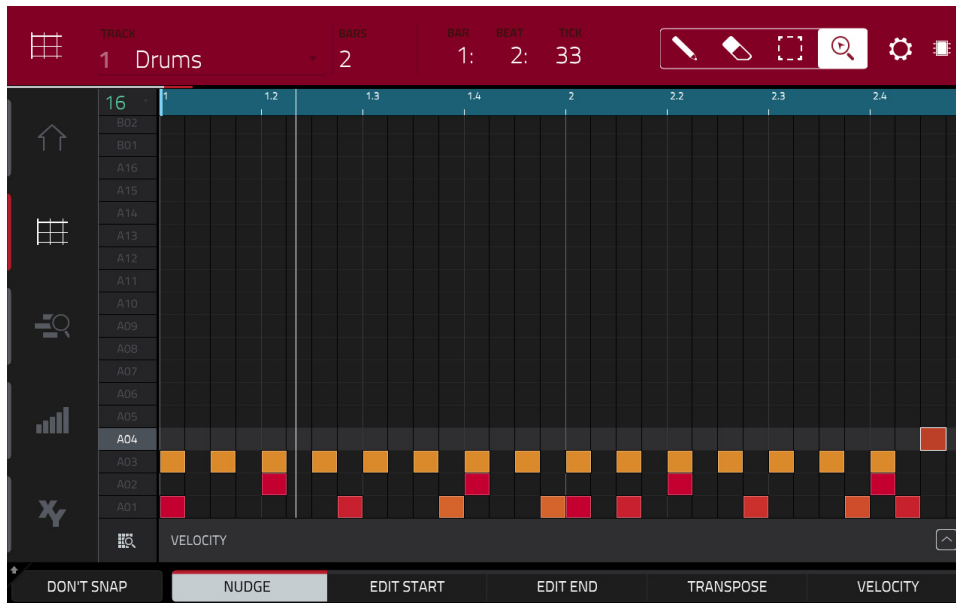 TRACK BARS BAR BEAT TICK
1 Drums 2 1: 2: 33
16 1 1.2 1.3 1.4 2 2.2 2.3 2.4
B02
B01
A16
A15
A14
A13
A12
A11
A10
A09
A08
A07
A06
A05
A04
A03
A02
A01
XY
VELOCITY
DON'T SNAP NUDGE EDIT START EDIT END TRANSPOSE VELOCITY